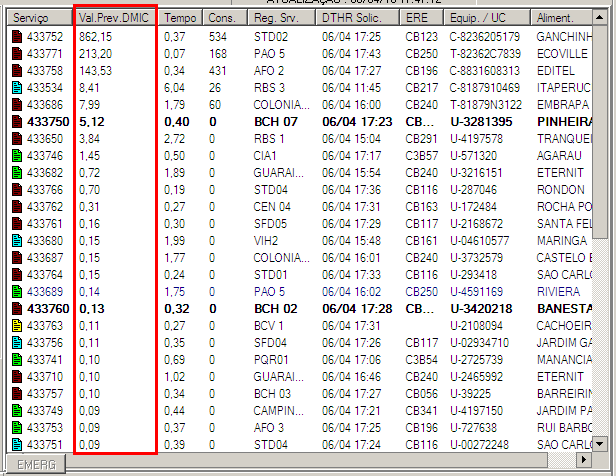 Serviço Val.Prev.DMIC Tempo Cons. Reg. Srv. DTHR Solic. ERE Equip. / UC Aliment.
433752 862,15 0,37 534 STD02 06/04 17:25 CB123 C-8236205179 GANCHINH
433771 213,20 0,07 168 PAO 5 06/04 17:43 CB250 T-82362C7839 ECOVILLE
433758 143,53 0,34 431 AFO 2 06/04 17:27 CB196 C-8831608313 EDITEL
433534 8,41 6,04 26 RBS 3 06/04 11:45 CB217 C-8187910469 ITAPERUC
433686 7,99 1,79 60 COLONIA... 06/04 16:00 CB240 T-81879N3122 EMBRAPA
433750 5,12 0,40 0 BCH 07 06/04 17:23 CB... U-3281395 PINHEIRA
433650 3,84 2,72 0 RBS 1 06/04 15:04 CB291 U-4197578 TRANQUEI
433746 1,45 0,50 0 CIA1 06/04 17:17 C3B57 U-571320 AGARAU
433682 0,72 1,89 0 GUARAI... 06/04 15:54 CB240 U-3216151 ETERNIT
433766 0,70 0,19 0 STD04 06/04 17:36 CB116 U-287046 RONDON
433762 0,31 0,27 0 CEN 04 06/04 17:31 CB163 U-172484 ROCHA PO
433761 0,16 0,30 0 SFD05 06/04 17:29 CB117 U-2168672 SANTA FEL
433680 0,15 1,99 0 VIH2 06/04 15:48 CB161 U-04610577 MARINGA
433691 0,15 1,77 0 COLONIA... 06/04 16:01 CB240 U-3732579 CASTELO B
433764 0,15 0,24 0 STD01 06/04 17:33 CB116 U-293418 SAO CARLO
433689 0,14 1,75 0 PAO 5 06/04 16:02 CB250 U-4591169 RIVIERA
433760 0,13 0,32 0 BCH 02 06/04 17:28 CB... U-3420218 BANESTA
433763 0,11 0,27 0 BCV 1 06/04 17:31 U-2108094 CACHOEIR
433756 0,11 0,35 0 SFD04 06/04 17:26 CB117 U-02934710 JARDIM GA
433741 0,10 0,69 0 PQR01 06/04 17:06 C3B54 U-2725739 MANANCIA
433710 0,10 1,02 0 GUARAI... 06/04 16:46 CB240 U-2465992 ETERNIT
433757 0,10 0,34 0 BCH 03 06/04 17:27 CB056 U-39225 BARREIRIN
433749 0,09 0,44 0 CAMPIN... 06/04 17:21 CB341 U-4197150 JARDIM PA
433753 0,09 0,37 0 AFO 3 06/04 17:25 CB196 U-727638 RUI BARBO
433751 0,09 0,39 0 STD04 06/04 17:24 CB116 U-00272248 SAO CARLO
EMERG